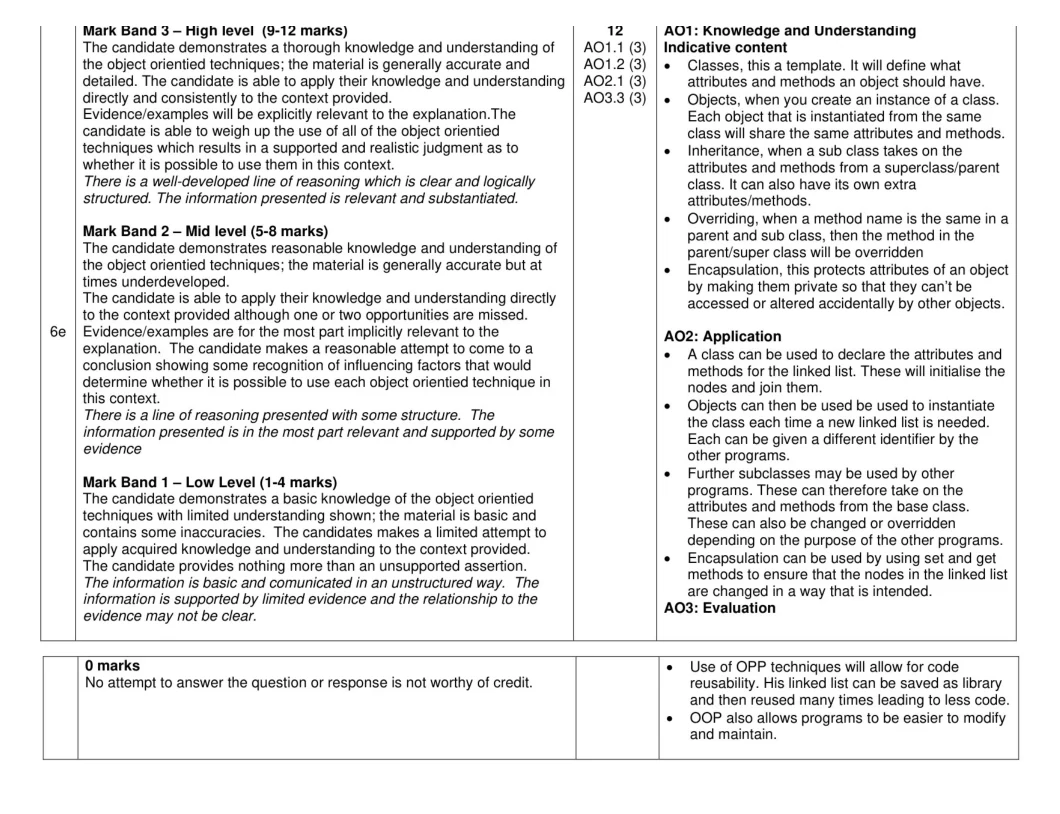 Mark Band 3 – High level  (9-12 marks)
The candidate demonstrates a thorough knowledge and understanding of
the object oriented techniques; the material is generally accurate and
detailed. The candidate is able to apply their knowledge and understanding
directly and consistently to the context provided.
Evidence/examples will be explicitly relevant to the explanation.The
candidate is able to weigh up the use of all of the object orientied
techniques which results in a supported and realistic judgment as to
whether it is possible to use them in this context.
There is a well-developed line of reasoning which is clear and logically
structured. The information presented is relevant and substantiated.
Mark Band 2 – Mid level (5-8 marks)
The candidate demonstrates reasonable knowledge and understanding of
the object orientied techniques; the material is generally accurate but at
times underdeveloped.
The candidate is able to apply their knowledge and understanding directly
to the context provided although one or two opportunities are missed.
6e
Evidence/examples are for the most part implicitly relevant to the
explanation.  The candidate makes a reasonable attempt to come to a
conclusion showing some recognition of influencing factors that would
determine whether it is possible to use each object orientied technique in
this context.
There is a line of reasoning presented with some structure.  The
information presented is in the most part relevant and supported by some
evidence
Mark Band 1 – Low Level (1-4 marks)
The candidate demonstrates a basic knowledge of the object orientied
techniques with limited understanding shown; the material is basic and
contains some inaccuracies.  The candidates makes a limited attempt to
apply acquired knowledge and understanding to the context provided.
The candidate provides nothing more than an unsupported assertion.
The information is basic and comunicated in an unstructured way.  The
information is supported by limited evidence and the relationship to the
evidence may not be clear.
12
AO1.1 (3)
AO1.2 (3)
AO2.1 (3)
AO3.3 (3)
AO1: Knowledge and Understanding
Indicative content
• Classes, this a template. It will define what
attributes and methods an object should have.
• Objects, when you create an instance of a class.
Each object that is instantiated from the same
class will share the same attributes and methods.
• Inheritance, when a sub class takes on the
attributes and methods from a superclass/parent
class. It can also have its own extra
attributes/methods.
• Overriding, when a method name is the same in a
parent and sub class, then the method in the
parent/super class will be overridden
• Encapsulation, this protects attributes of an object
by making them private so that they can't be
accessed or altered accidentally by other objects.
AO2: Application
• A class can be used to declare the attributes and
methods for the linked list. These will initialise the
nodes and join them.
• Objects can then be used be used to instantiate
the class each time a new linked list is needed.
Each can be given a different identifier by the
other programs.
• Further subclasses may be used by other
programs. These can therefore take on the
attributes and methods from the base class.
These can also be changed or overridden
depending on the purpose of the other programs.
• Encapsulation can be used by using set and get
methods to ensure that the nodes in the linked list
are changed in a way that is intended.
AO3: Evaluation
0 marks
No attempt to answer the question or response is not worthy of credit.
• Use of OPP techniques will allow for code
reusability. His linked list can be saved as library
and then reused many times leading to less code.
• OOP also allows programs to be easier to modify
and maintain.